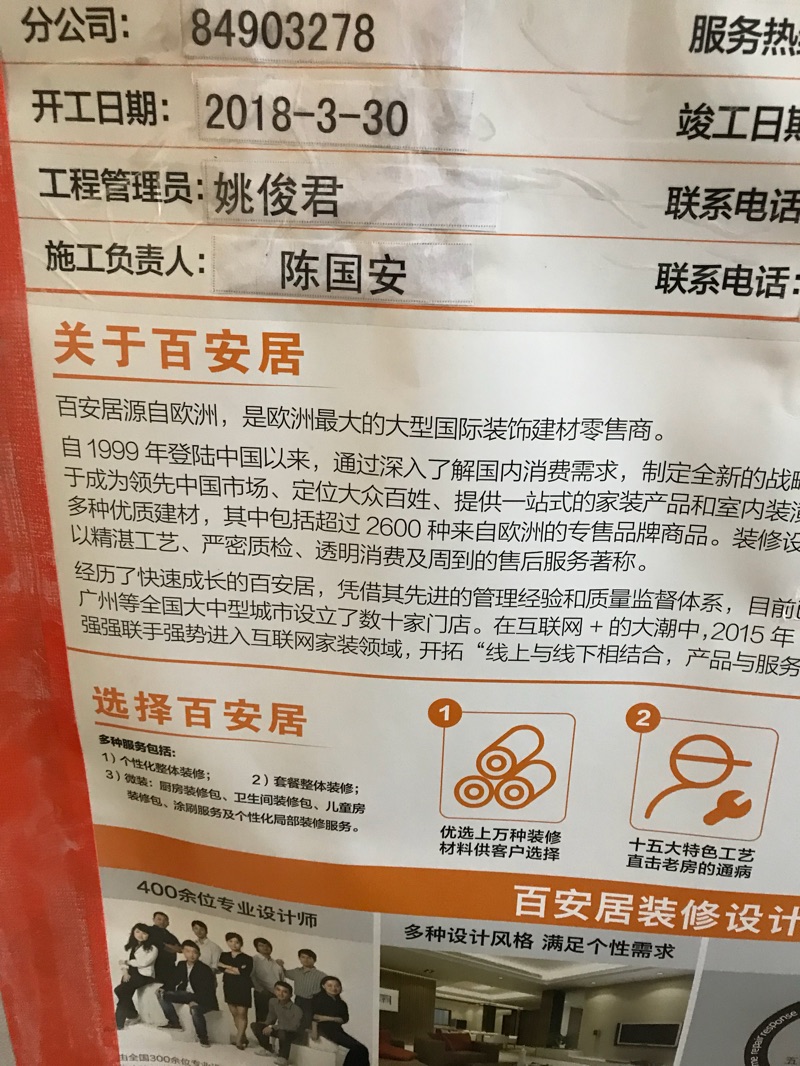 分公司: 84903278 服务热
开工日期: 2018-3-30 竣工日期
工程管理员: 姚俊君 联系电话
施工负责人: 陈国安 联系电话:
关于百安居
百安居源自欧洲，是欧洲最大的大型国际装饰建材零售商。
自1999年登陆中国以来，通过深入了解国内消费需求，制定全新的战略
于成为领先中国市场、定位大众百姓、提供一站式的家装产品和室内装潢
多种优质建材，其中包括超过2600种来自欧洲的专售品牌商品。装修设
以精湛工艺、严密质检、透明消费及周到的售后服务著称。
经历了快速成长的百安居，凭借其先进的管理经验和质量监督体系，目前
广州等全国大中型城市设立了数十家门店。在互联网+的大潮中,2015年
强强联手强势进入互联网家装领域，开拓“线上与线下相结合，产品与服务
选择百安居
多种服务包括:
1）个性化整体装修； 2）套餐整体装修；
3）微装：厨房装修包、卫生间装修包、儿童房
装修包、涂刷服务及个性化局部装修服务。
1
优选上万种装修
材料供客户选择
2
十五大特色工艺
直击老房的通病
百安居装修设计
400余位专业设计师
多种设计风格 满足个性需求
由全国300余位专业
me repair response